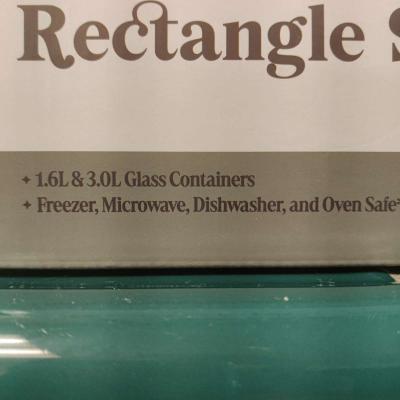 Rectangle S
✦ 1.6L & 3.0L Glass Containers
✦ Freezer, Microwave, Dishwasher, and Oven Safe*